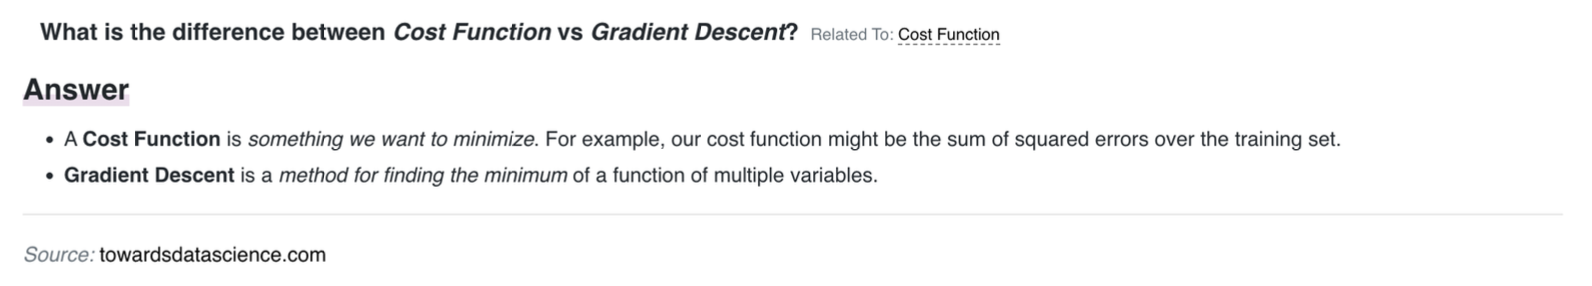 What is the difference between Cost Function vs Gradient Descent? Related To: Cost Function
Answer
• A Cost Function is something we want to minimize. For example, our cost function might be the sum of squared errors over the training set.
• Gradient Descent is a method for finding the minimum of a function of multiple variables.
Source: towardsdatascience.com